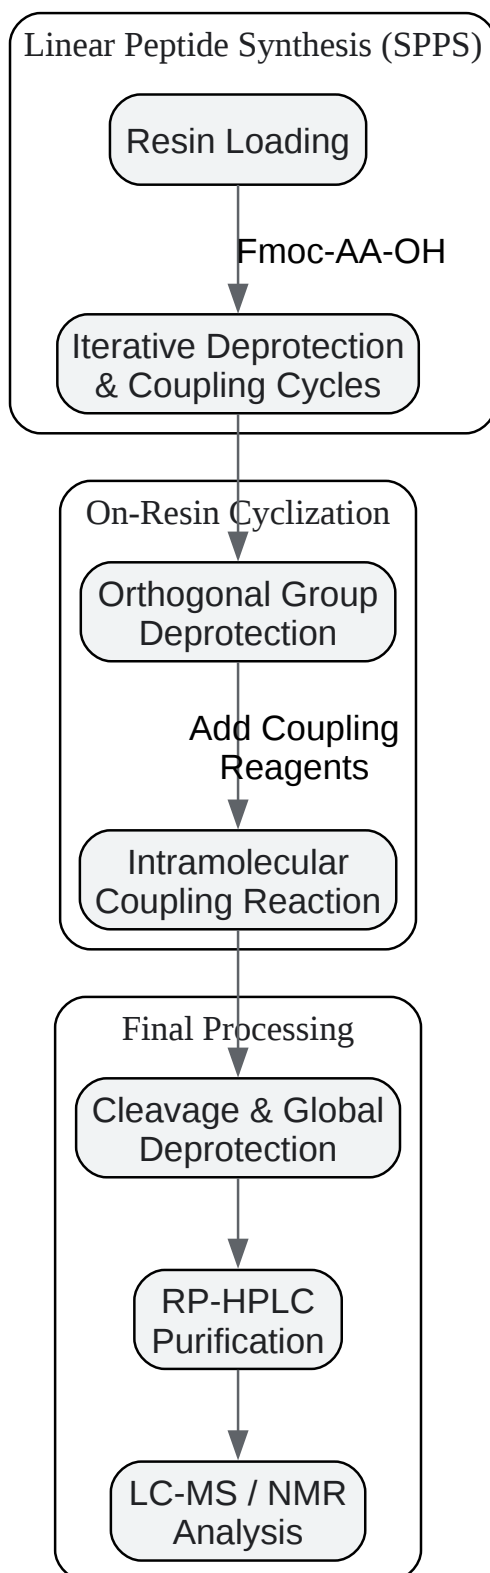 Linear Peptide Synthesis (SPPS)
Resin Loading
Fmoc-AA-OH
Iterative Deprotection
& Coupling Cycles
On-Resin Cyclization
Orthogonal Group
Deprotection
Add Coupling
Reagents
Intramolecular
Coupling Reaction
Final Processing
Cleavage & Global
Deprotection
RP-HPLC
Purification
LC-MS / NMR
Analysis